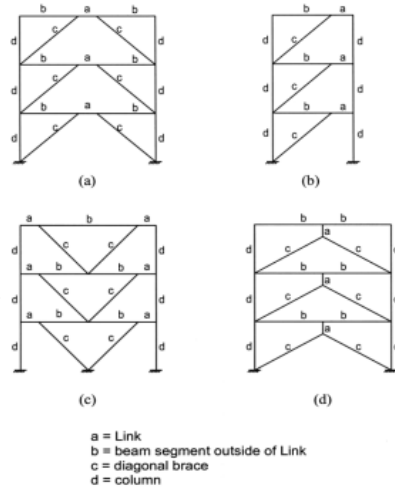 b a b
d c c d
b a b
d c c d
b a b
d c c d
(a)
b a
d c d
b a
d c d
b a
d c d
(b)
a b a
d c c d
a b b a
d c c d
a b b a
d c c d
(c)
b b
a
d c c
b b
a
d c c
b b
a
d c c
(d)
a = Link
b = beam segment outside of Link
c = diagonal brace
d = column